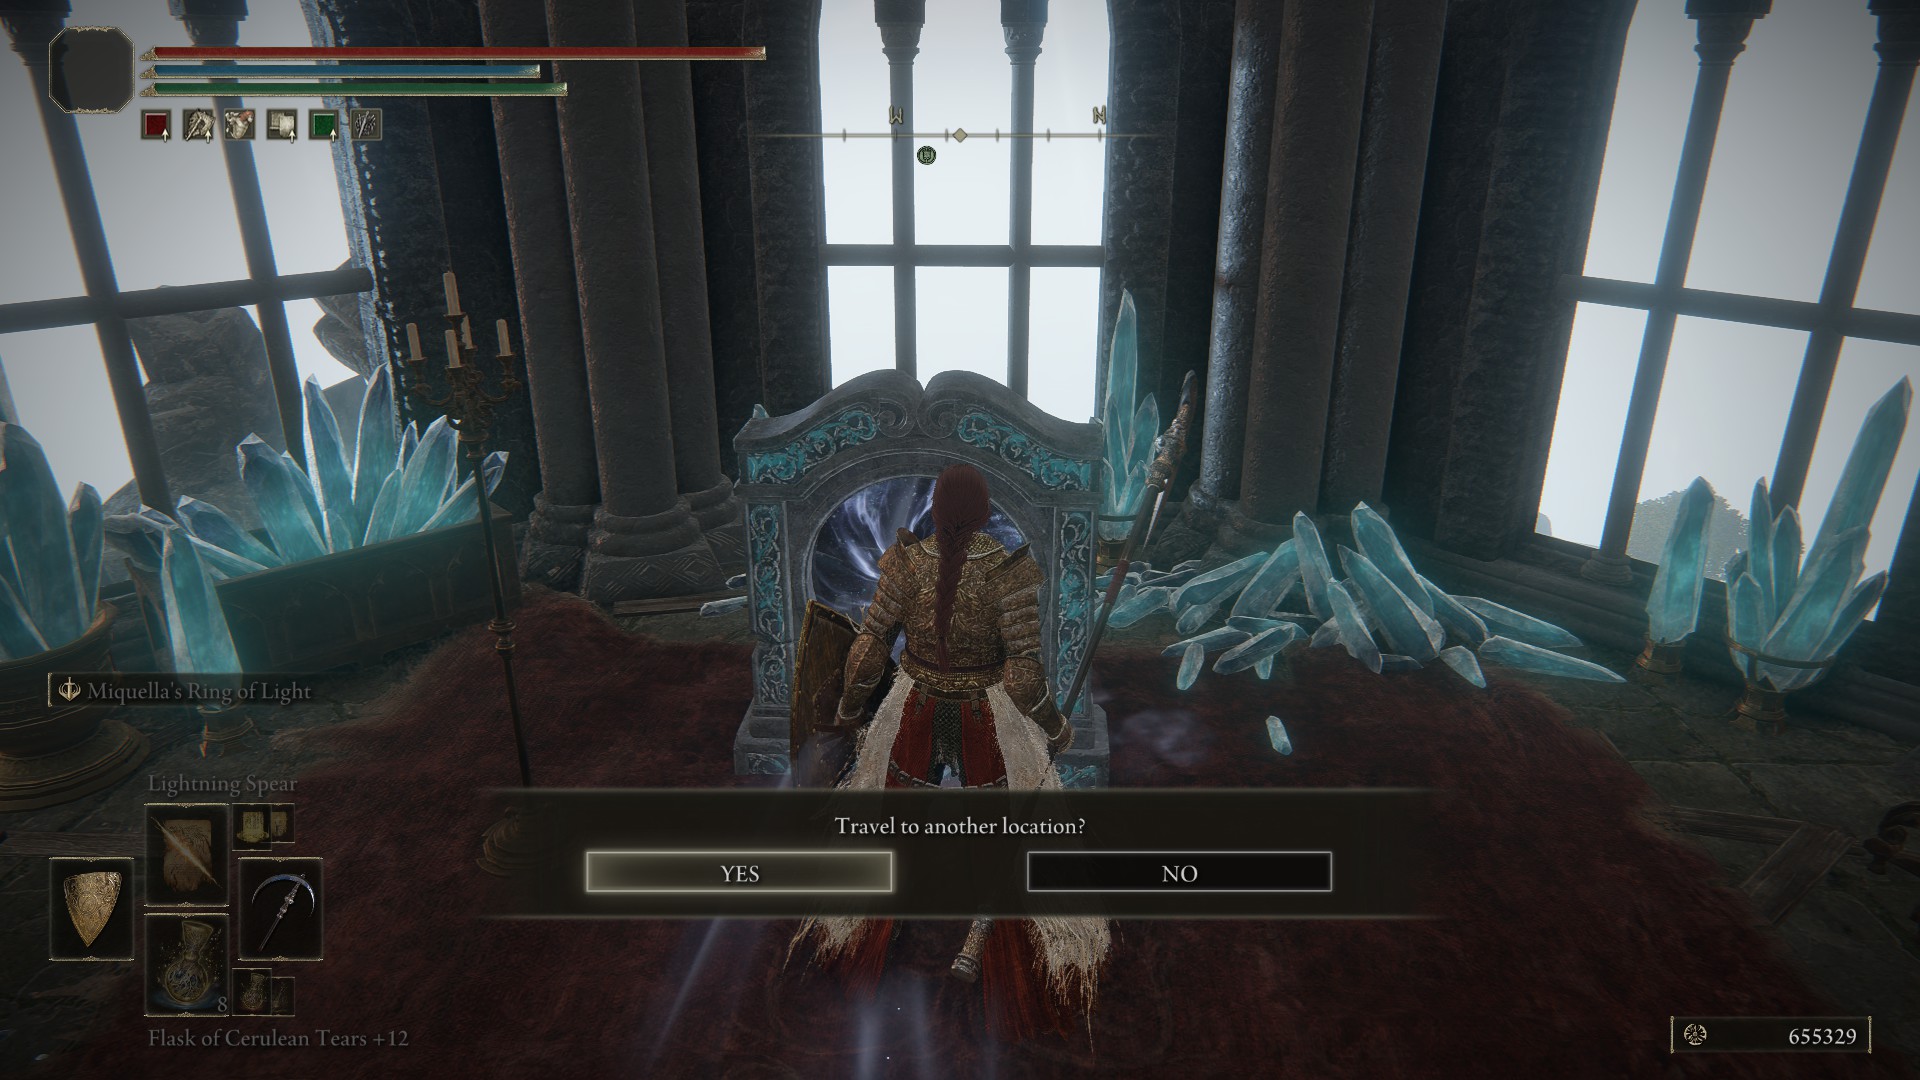 W
N
Miquella's Ring of Light
Lightning Spear
Travel to another location?
YES
NO
8
Flask of Cerulean Tears +12
655329